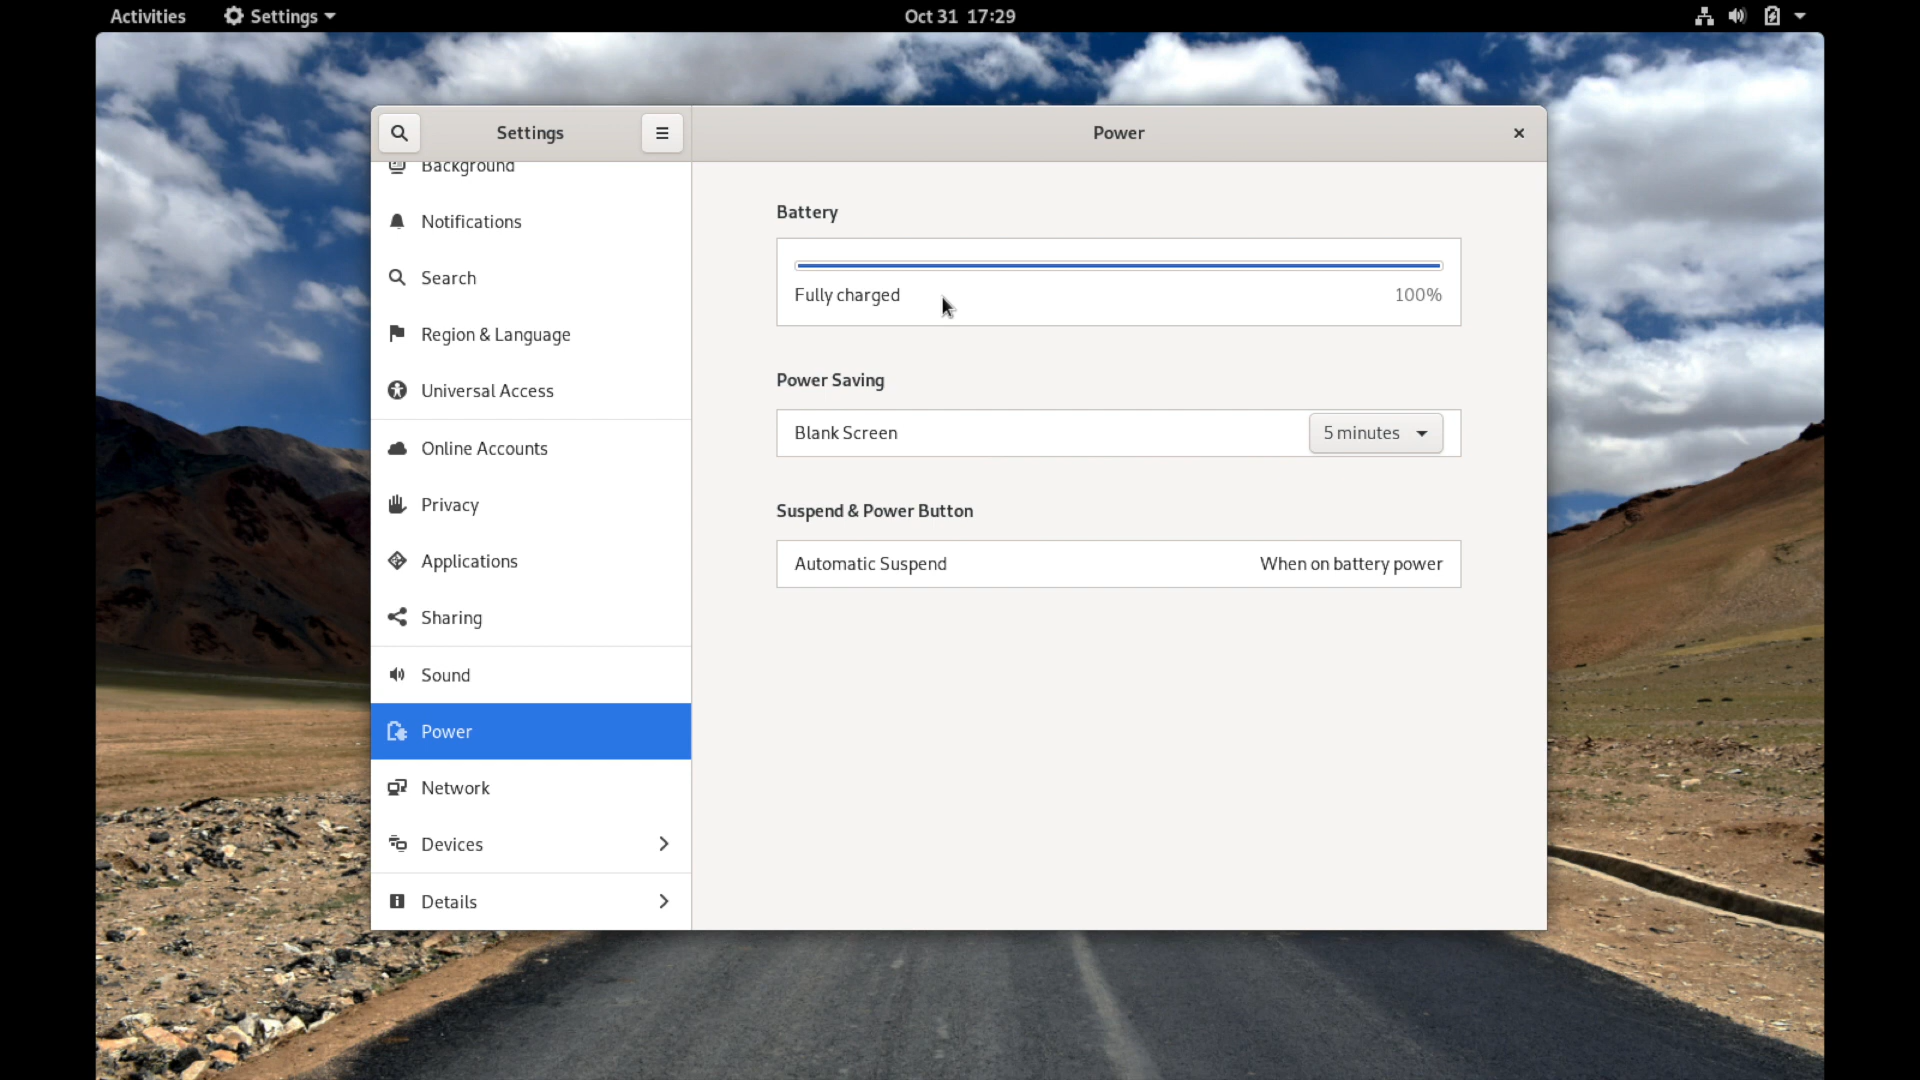 Activities
Settings
Oct 31 17:29
Settings
Power
Background
Notifications
Search
Region & Language
Universal Access
Online Accounts
Privacy
Applications
Sharing
Sound
Power
Network
Devices
Details
Battery
Fully charged
100%
Power Saving
Blank Screen
5 minutes
Suspend & Power Button
Automatic Suspend
When on battery power